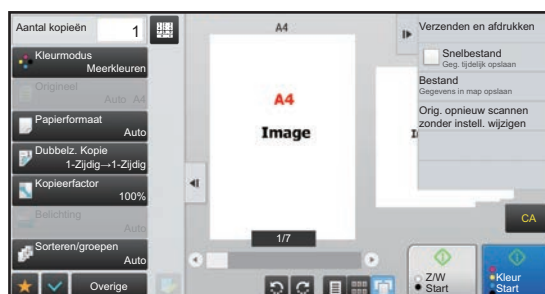 Aantal kopieën 1
Kleurmodus
Meerkleuren
Origineel
Auto A4
Papierformaat
Auto
Dubbelz. Kopie
1-Zijdig→1-Zijdig
Kopieerfactor
100%
Belichting
Auto
Sorteren/groepen
Auto
Overige
A4
A4
Image
1/7
Verzenden en afdrukken
Snelbestand
Geg. tijdelijk opslaan
Bestand
Gegevens in map opslaan
Orig. opnieuw scannen
zonder instell. wijzigen
CA
Z/W
Start
Kleur
Start